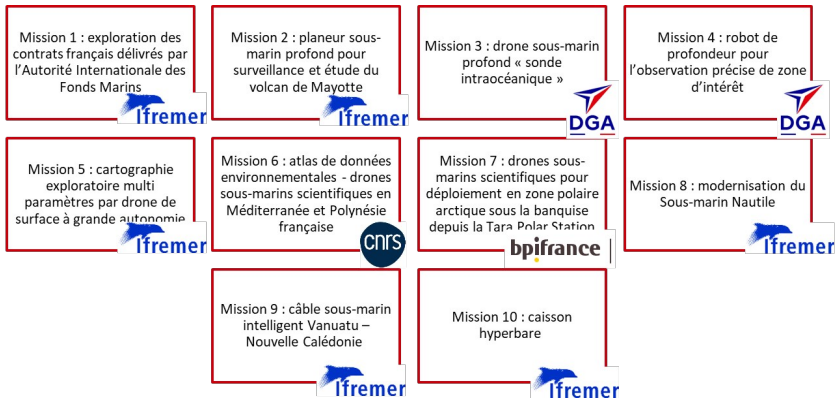 Mission 1 : exploration des
contrats français délivrés par
l'Autorité Internationale des
Fonds Marins
Ifremer
Mission 2 : planeur sous-
marin profond pour
surveillance et étude du
volcan de Mayotte
Ifremer
Mission 3 : drone sous-marin
profond « sonde
intraocéanique »
DGA
Mission 4 : robot de
profondeur pour
l'observation précise de zone
d'intérêt
DGA
Mission 5 : cartographie
exploratoire multi
paramètres par drone de
surface à grande autonomie
Ifremer
Mission 6 : atlas de données
environnementales - drones
sous-marins scientifiques en
Méditerranée et Polynésie
française
cnrs
Mission 7 : drones sous-
marins scientifiques pour
déploiement en zone polaire
arctique sous la banquise
depuis la Tara Polar Station
bpifrance
Mission 8 : modernisation du
Sous-marin Nautile
Ifremer
Mission 9 : câble sous-marin
intelligent Vanuatu –
Nouvelle Calédonie
Ifremer
Mission 10 : caisson
hyperbare
Ifremer